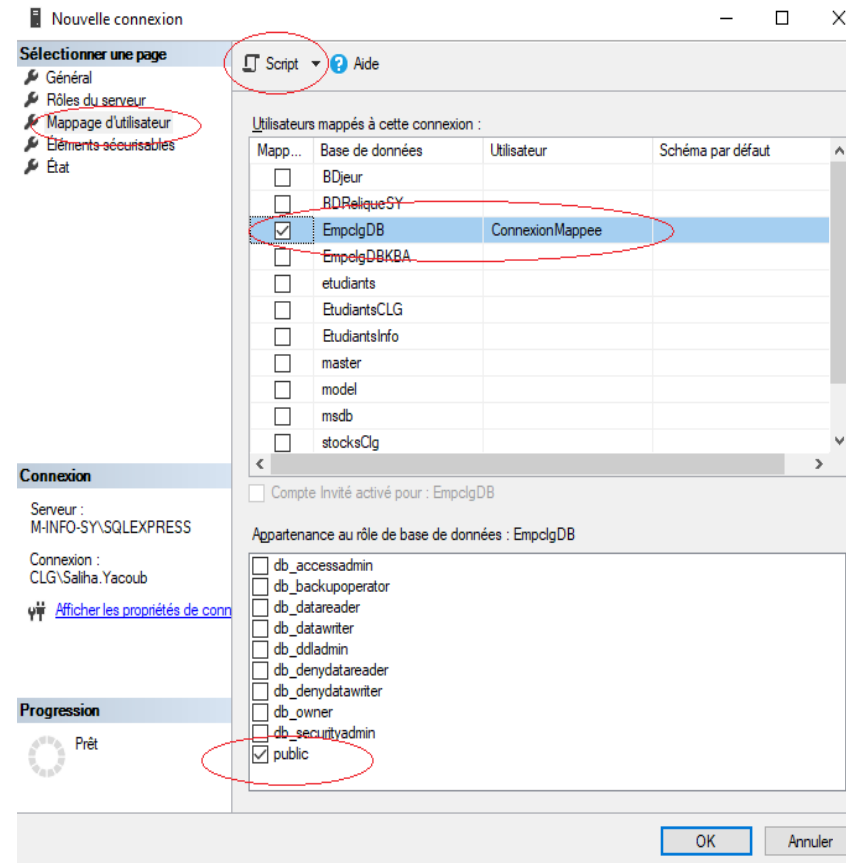 Nouvelle connexion
Sélectionner une page
Général
Rôles du serveur
Mappage d'utilisateur
Éléments sécurisables
État
Script
Aide
Utilisateurs mappés à cette connexion :
Mapp... Base de données Utilisateur Schéma par défaut
BDjeur
BDReliqueSY
EmpclgDB ConnexionMappee
EmpclgDBKBA
etudiants
EtudiantsCLG
EtudiantsInfo
master
model
msdb
stocksClg
Compte Invité activé pour : EmpclgDB
Appartenance au rôle de base de données : EmpclgDB
db_accessadmin
db_backupoperator
db_datareader
db_datawriter
db_ddladmin
db_denydatareader
db_denydatawriter
db_owner
db_securityadmin
public
Connexion
Serveur :
M-INFO-SY\SQLEXPRESS
Connexion :
CLG\Saliha.Yacoub
Afficher les propriétés de conn
Progression
Prêt
OK Annuler